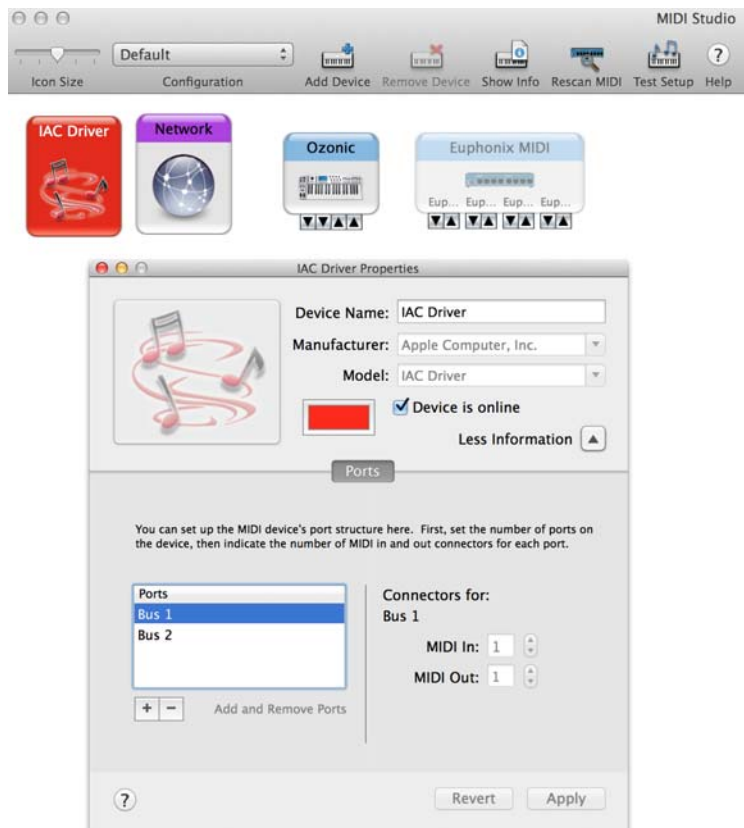 MIDI Studio
Default
Icon Size
Configuration
Add Device
Remove Device
Show Info
Rescan MIDI
Test Setup
Help
IAC Driver
Network
Ozonic
Euphonix MIDI
Eup... Eup... Eup... Eup...
IAC Driver Properties
Device Name: IAC Driver
Manufacturer: Apple Computer, Inc.
Model: IAC Driver
Device is online
Less Information
Ports
You can set up the MIDI device's port structure here. First, set the number of ports on
the device, then indicate the number of MIDI in and out connectors for each port.
Ports
Bus 1
Bus 2
Add and Remove Ports
Connectors for:
Bus 1
MIDI In: 1
MIDI Out: 1
Revert
Apply